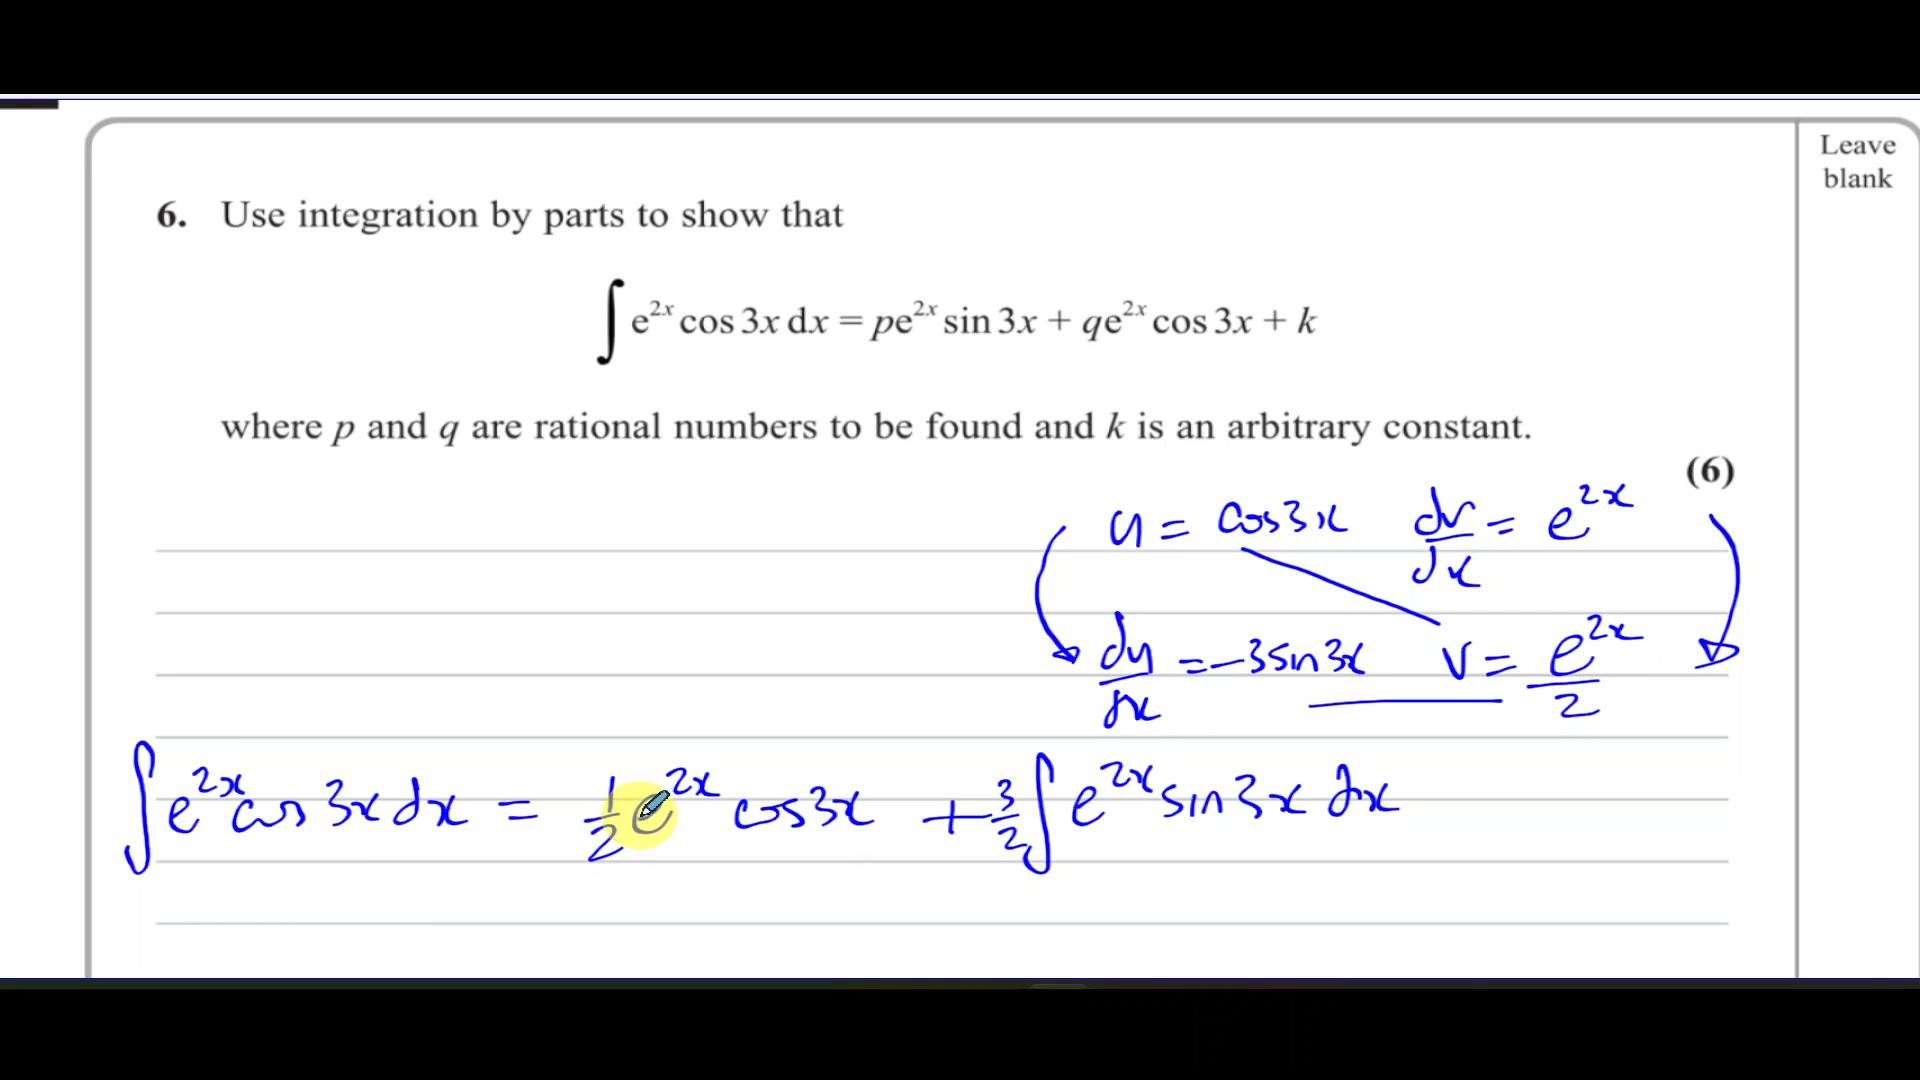 Leave
blank
6. Use integration by parts to show that
∫ e^{2x} cos 3x dx = pe^{2x} sin 3x + qe^{2x} cos 3x + k
where p and q are rational numbers to be found and k is an arbitrary constant.
(6)
u = cos3x dv/dx = e^{2x}
du/dx = -3sin3x v = e^{2x}/2
∫ e^{2x} cos 3x dx = 1/2 e^{2x} cos3x + 3/2 ∫ e^{2x} sin3x dx